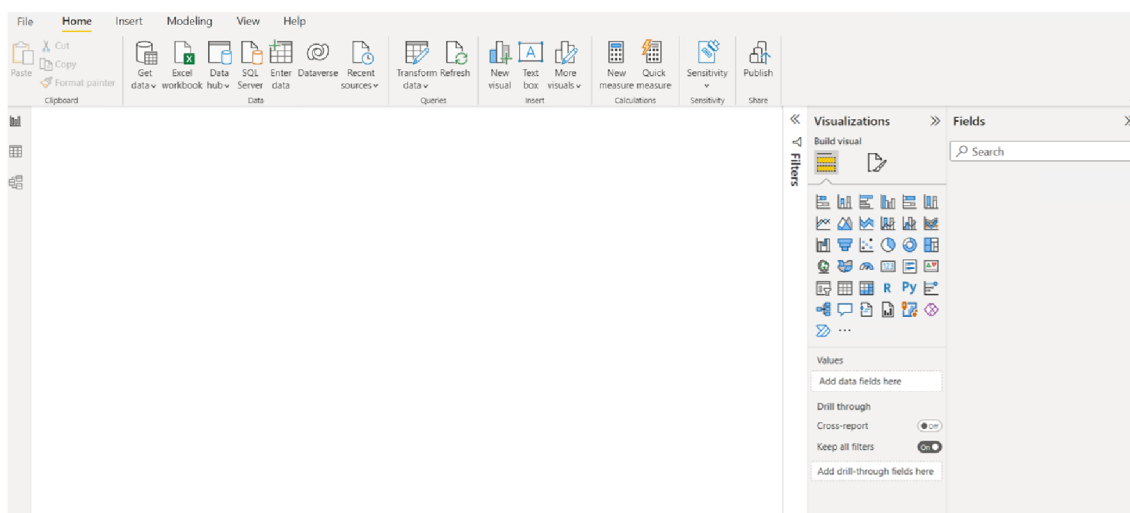 File Home Insert Modeling View Help
Paste
Cut
Copy
Format painter
Clipboard
Get data
Excel workbook
Data hub
SQL Server
Enter data
Dataverse
Recent sources
Data
Transform data
Refresh
Queries
New visual
Text box
More visuals
Insert
New measure
Quick measure
Calculations
Sensitivity
Sensitivity
Publish
Share
Filters
Visualizations
Build visual
R Py
Values
Add data fields here
Drill through
Cross-report Off
Keep all filters On
Add drill-through fields here
Fields
Search